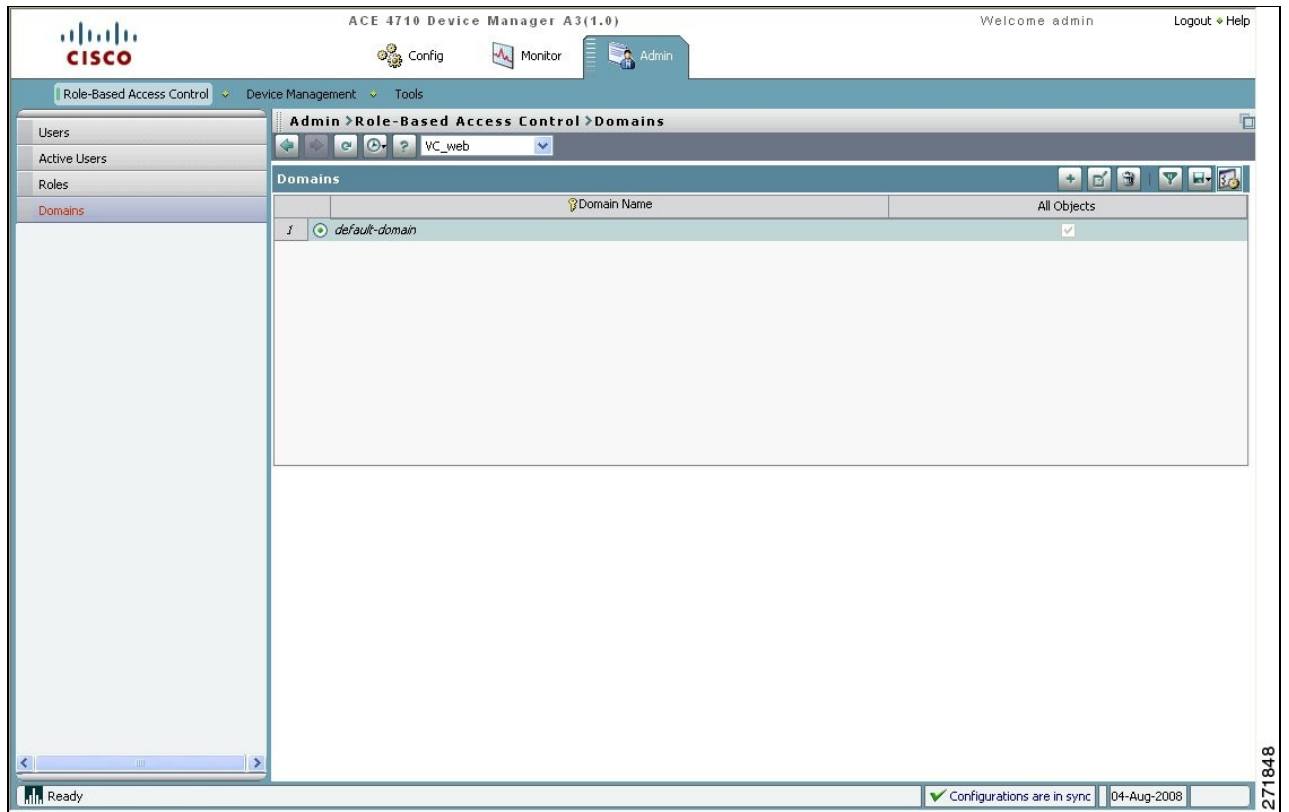 ACE 4710 Device Manager A3(1.0)
Welcome admin
Logout Help
CISCO
Config
Monitor
Admin
Role-Based Access Control
Device Management
Tools
Users
Active Users
Roles
Domains
Admin >Role-Based Access Control >Domains
? VC_web
Domains
Domain Name
All Objects
1 default-domain
Ready
Configurations are in sync
04-Aug-2008
271848